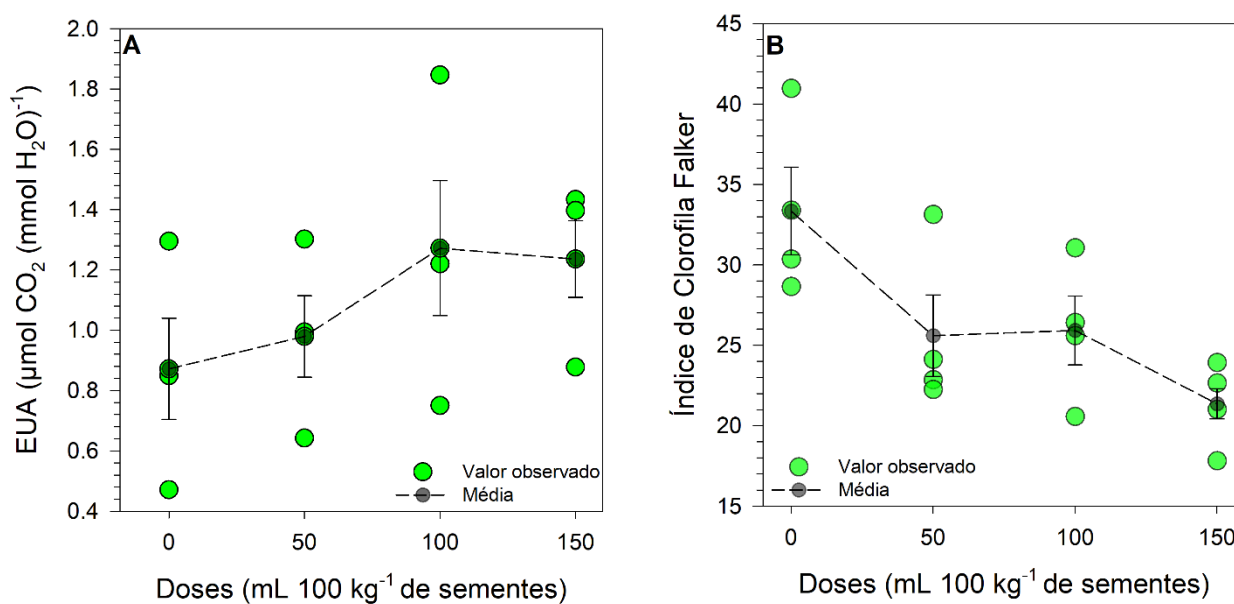 A
2.0
1.8
1.6
1.4
1.2
1.0
0.8
0.6
0.4
EUA (µmol CO₂ (mmol H₂O)⁻¹
0 50 100 150
Doses (mL 100 kg⁻¹ de sementes)
Valor observado
Média
B
45
40
35
30
25
20
15
Índice de Clorofila Falker
0 50 100 150
Doses (mL 100 kg⁻¹ de sementes)
Valor observado
Média